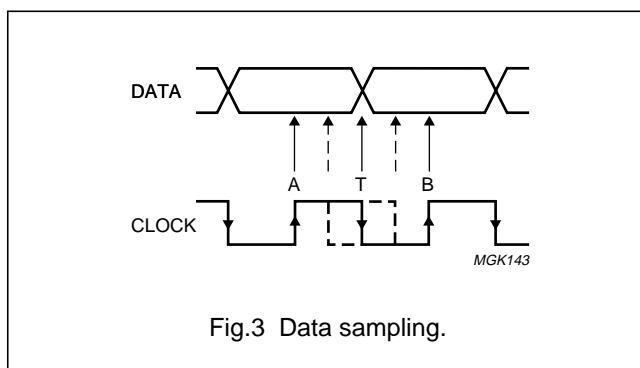 DATA
A T B
CLOCK
MGK143
Fig.3 Data sampling.